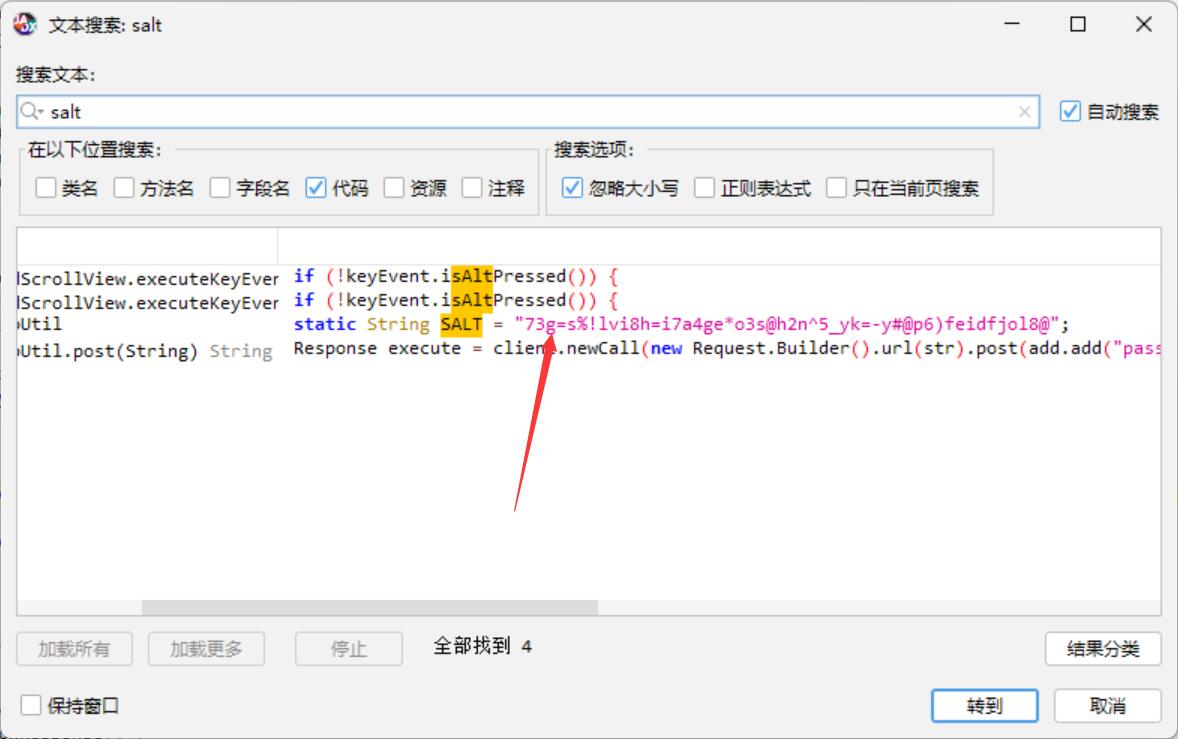 文本搜索: salt
搜索文本:
salt
自动搜索
在以下位置搜索:
类名 方法名 字段名 代码 资源 注释
搜索选项:
忽略大小写 正则表达式 只在当前页搜索
lScrollView.executeKeyEver if (!keyEvent.isAltPressed()) {
lScrollView.executeKeyEver if (!keyEvent.isAltPressed()) {
oUtil static String SALT = "73g=s%!lvi8h=i7a4ge*o3s@h2n^5_yk=-y#@p6)feidfjol8@";
oUtil.post(String) String Response execute = client.newCall(new Request.Builder().url(str).post(add.add("pass
加载所有 加载更多 停止 全部找到 4 结果分类
保持窗口 转到 取消